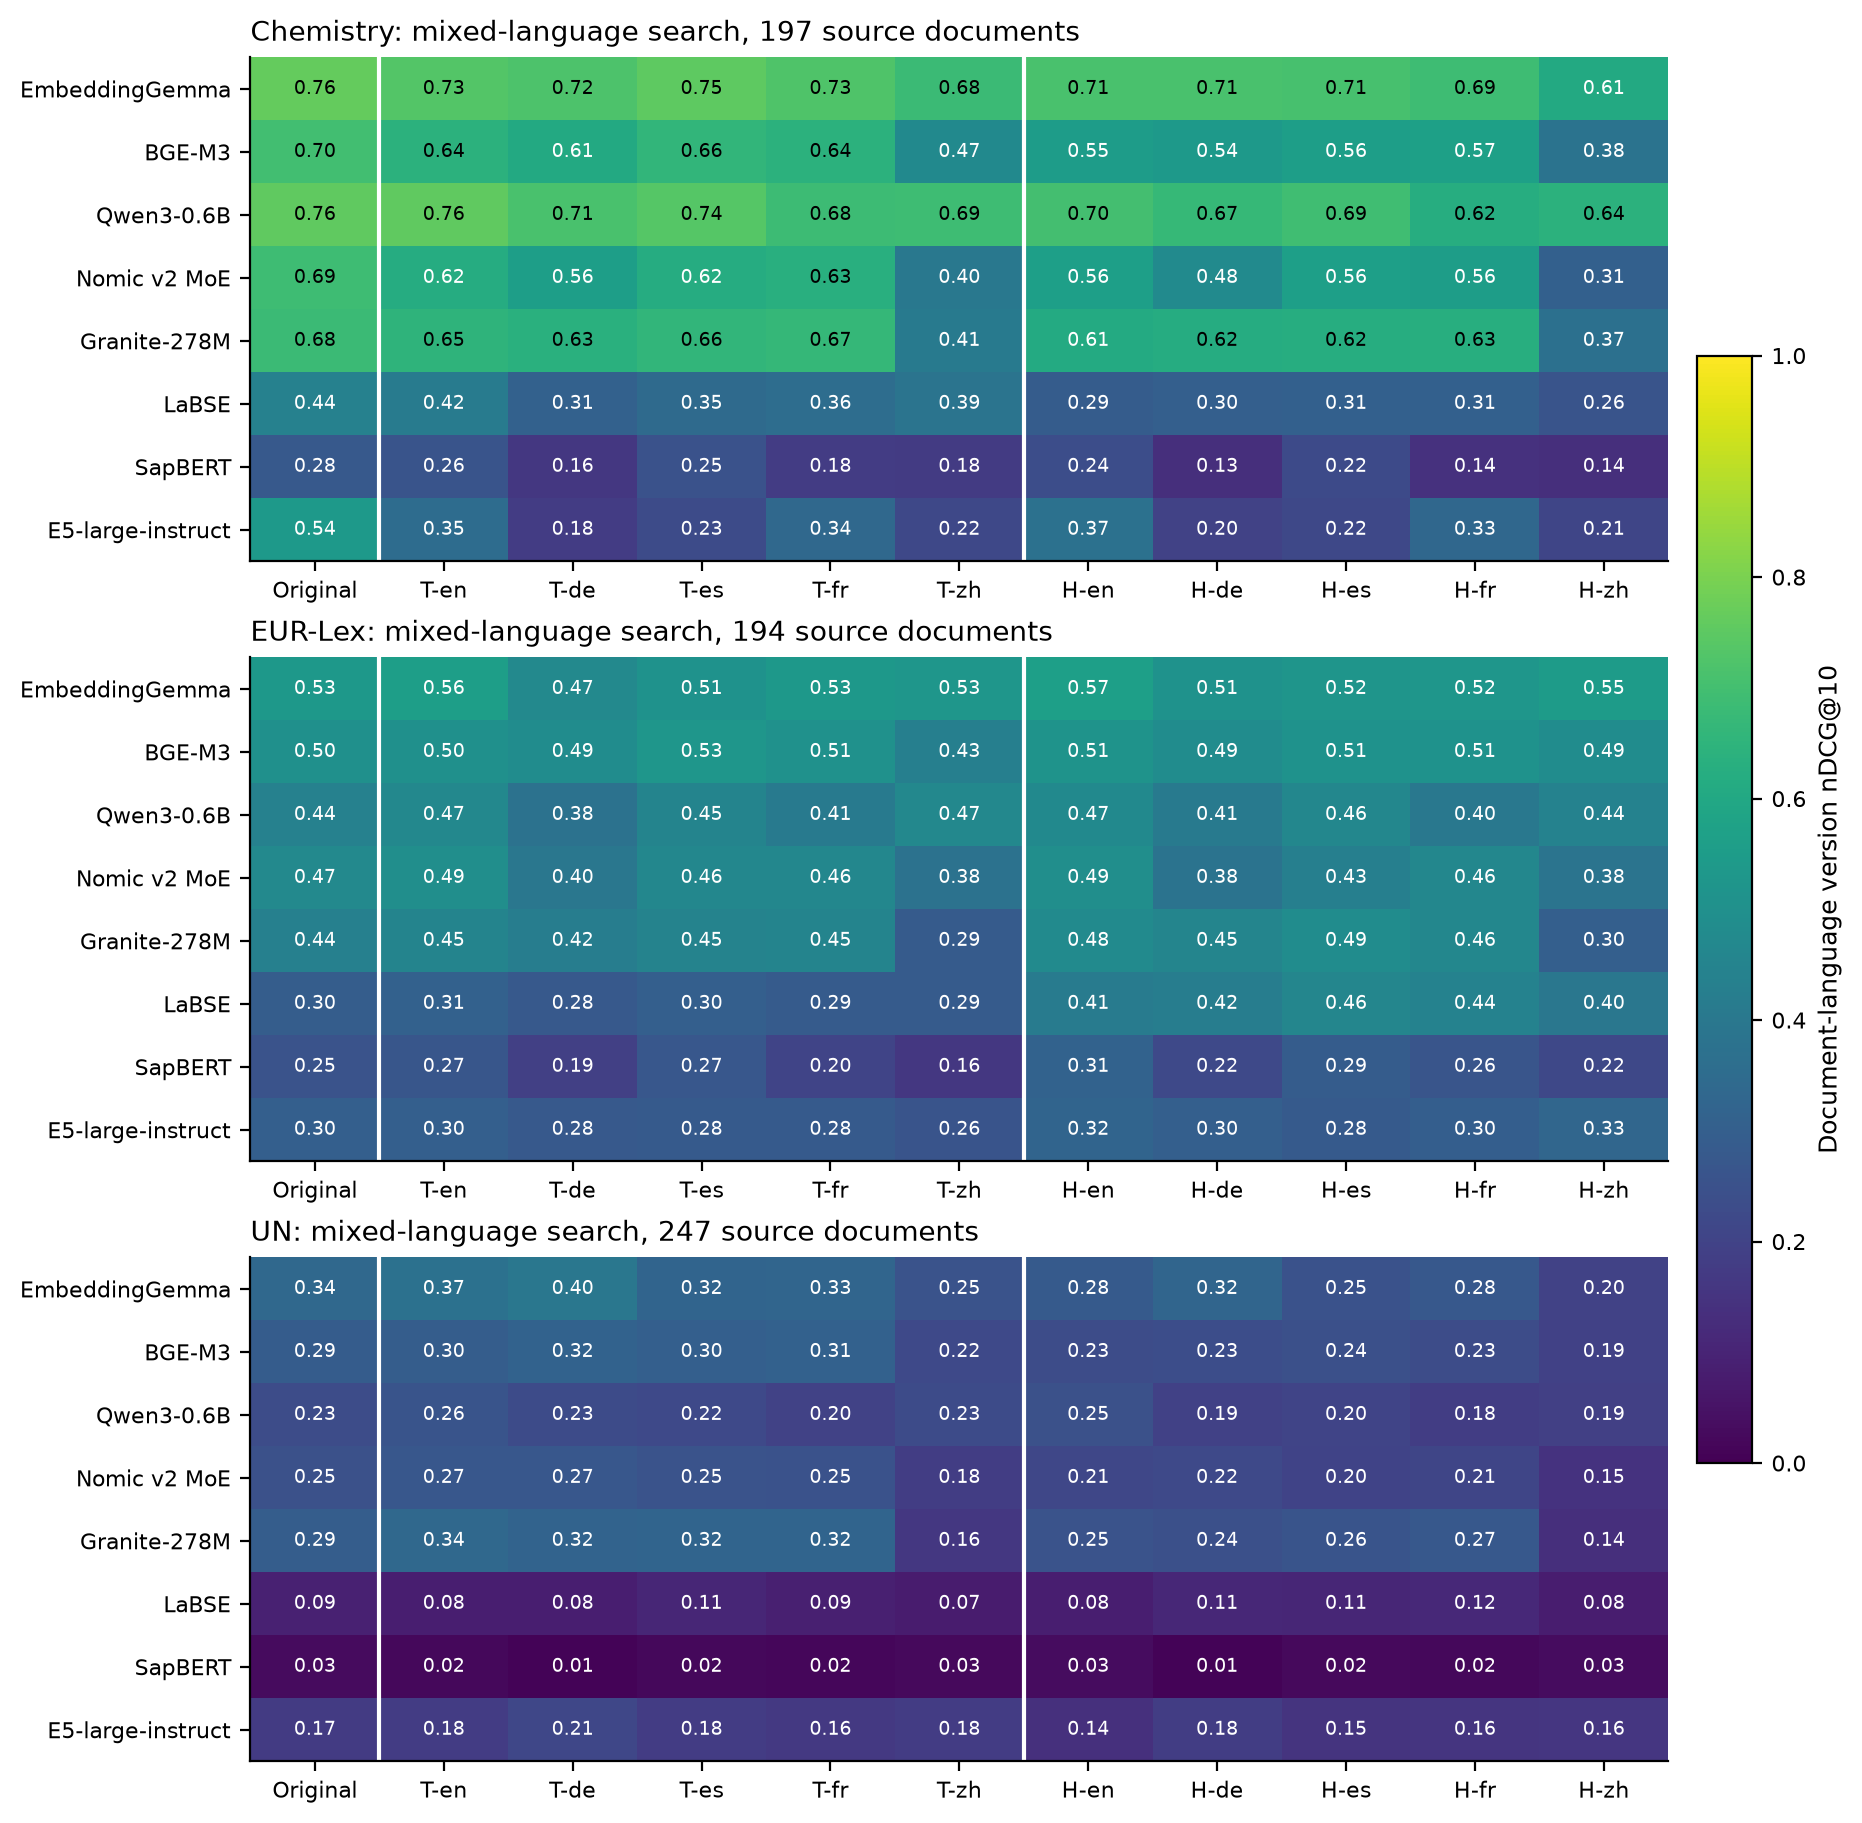 Chemistry: mixed-language search, 197 source documents
EmbeddingGemma 0.76 0.73 0.72 0.75 0.73 0.68 0.71 0.71 0.71 0.69 0.61
BGE-M3 0.70 0.64 0.61 0.66 0.64 0.47 0.55 0.54 0.56 0.57 0.38
Qwen3-0.6B 0.76 0.76 0.71 0.74 0.68 0.69 0.70 0.67 0.69 0.62 0.64
Nomic v2 MoE 0.69 0.62 0.56 0.62 0.63 0.40 0.56 0.48 0.56 0.56 0.31
Granite-278M 0.68 0.65 0.63 0.66 0.67 0.41 0.61 0.62 0.62 0.63 0.37
LaBSE 0.44 0.42 0.31 0.35 0.36 0.39 0.29 0.30 0.31 0.31 0.26
SapBERT 0.28 0.26 0.16 0.25 0.18 0.18 0.24 0.13 0.22 0.14 0.14
E5-large-instruct 0.54 0.35 0.18 0.23 0.34 0.22 0.37 0.20 0.22 0.33 0.21
Original T-en T-de T-es T-fr T-zh H-en H-de H-es H-fr H-zh
EUR-Lex: mixed-language search, 194 source documents
EmbeddingGemma 0.53 0.56 0.47 0.51 0.53 0.53 0.57 0.51 0.52 0.52 0.55
BGE-M3 0.50 0.50 0.49 0.53 0.51 0.43 0.51 0.49 0.51 0.51 0.49
Qwen3-0.6B 0.44 0.47 0.38 0.45 0.41 0.47 0.47 0.41 0.46 0.40 0.44
Nomic v2 MoE 0.47 0.49 0.40 0.46 0.46 0.38 0.49 0.38 0.43 0.46 0.38
Granite-278M 0.44 0.45 0.42 0.45 0.45 0.29 0.48 0.45 0.49 0.46 0.30
LaBSE 0.30 0.31 0.28 0.30 0.29 0.29 0.41 0.42 0.46 0.44 0.40
SapBERT 0.25 0.27 0.19 0.27 0.20 0.16 0.31 0.22 0.29 0.26 0.22
E5-large-instruct 0.30 0.30 0.28 0.28 0.28 0.26 0.32 0.30 0.28 0.30 0.33
Original T-en T-de T-es T-fr T-zh H-en H-de H-es H-fr H-zh
UN: mixed-language search, 247 source documents
EmbeddingGemma 0.34 0.37 0.40 0.32 0.33 0.25 0.28 0.32 0.25 0.28 0.20
BGE-M3 0.29 0.30 0.32 0.30 0.31 0.22 0.23 0.23 0.24 0.23 0.19
Qwen3-0.6B 0.23 0.26 0.23 0.22 0.20 0.23 0.25 0.19 0.20 0.18 0.19
Nomic v2 MoE 0.25 0.27 0.27 0.25 0.25 0.18 0.21 0.22 0.20 0.21 0.15
Granite-278M 0.29 0.34 0.32 0.32 0.32 0.16 0.25 0.24 0.26 0.27 0.14
LaBSE 0.09 0.08 0.08 0.11 0.09 0.07 0.08 0.11 0.11 0.12 0.08
SapBERT 0.03 0.02 0.01 0.02 0.02 0.03 0.03 0.01 0.02 0.02 0.03
E5-large-instruct 0.17 0.18 0.21 0.18 0.16 0.18 0.14 0.18 0.15 0.16 0.16
Original T-en T-de T-es T-fr T-zh H-en H-de H-es H-fr H-zh
1.0
0.8
0.6
0.4
0.2
0.0
Document-language version nDCG@10